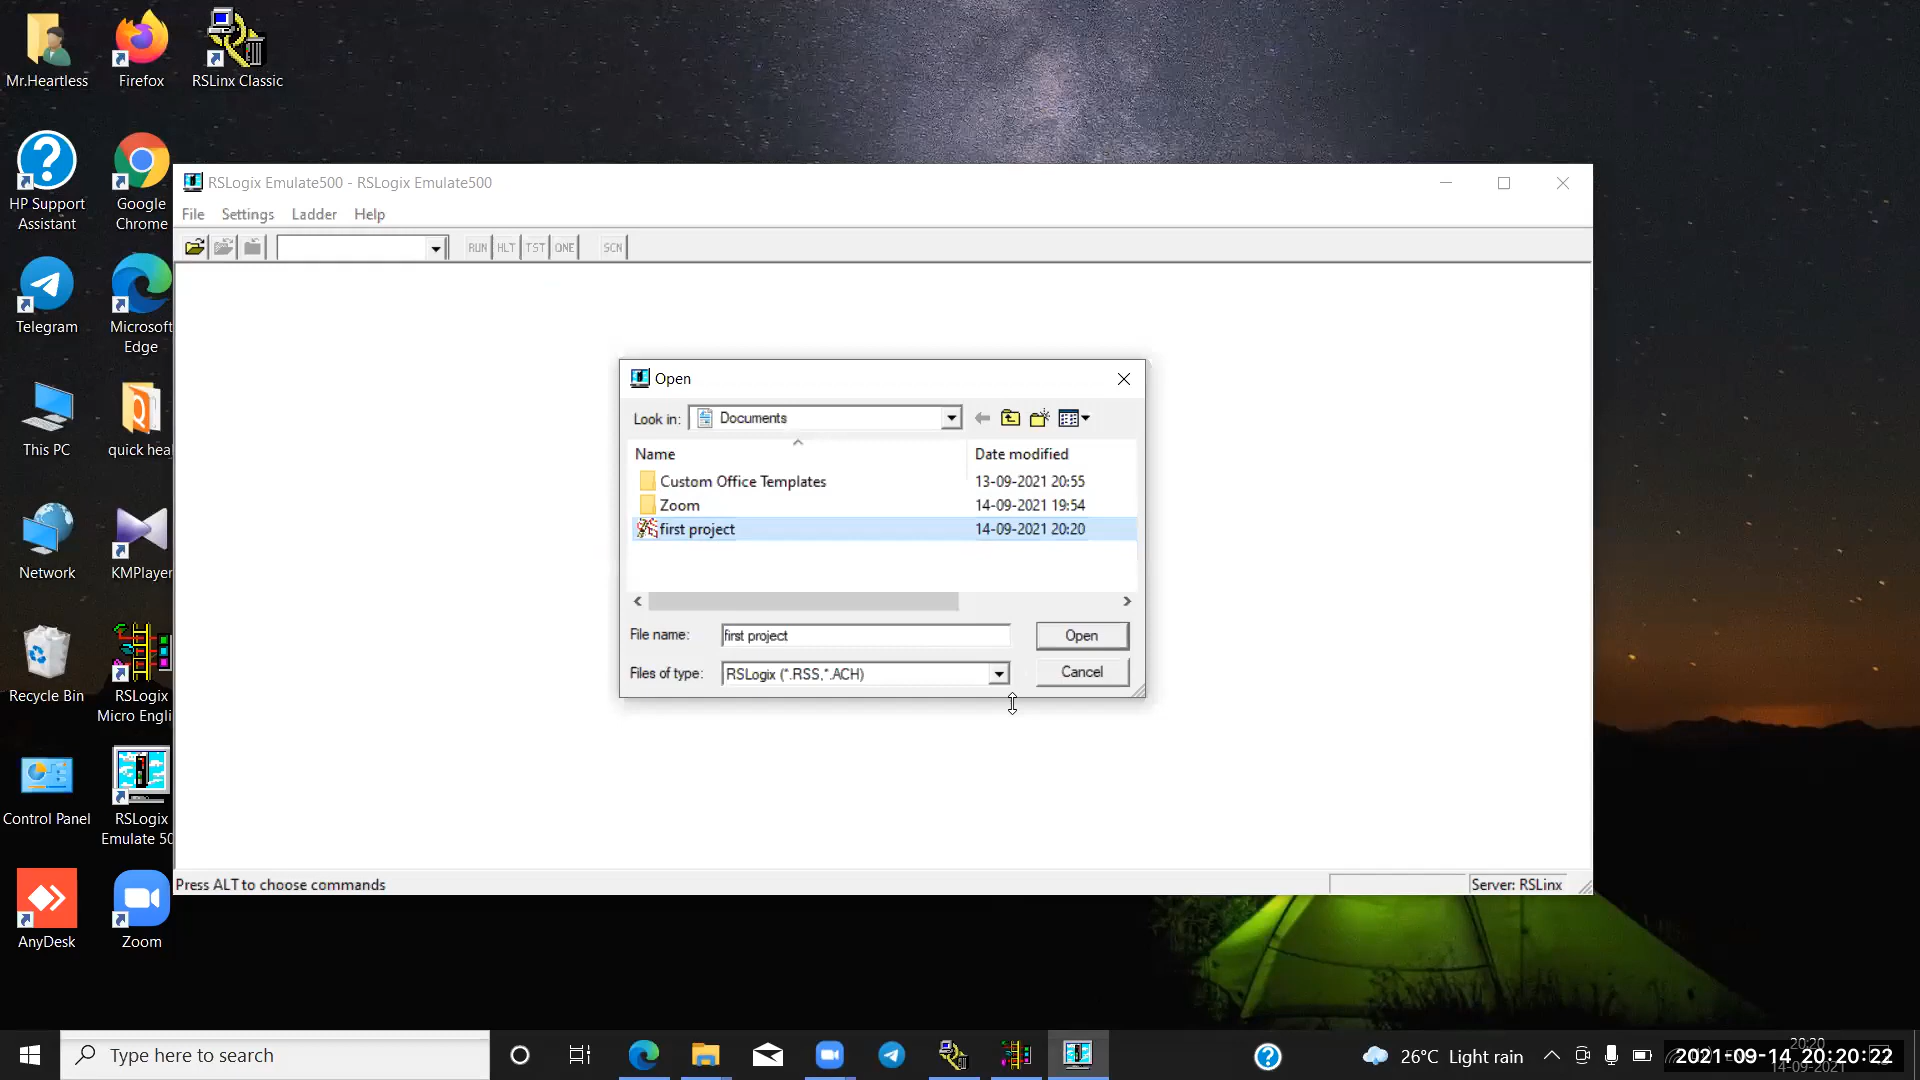 Mr.Heartless
Firefox
RSLinx Classic
HP Support
Assistant
Google
Chrome
Telegram
Microsoft
Edge
This PC
quick hea
Network
KMPlayer
Recycle Bin
RSLogix
Micro Engli
Control Panel
RSLogix
Emulate 50
AnyDesk
Zoom
RSLogix Emulate500 - RSLogix Emulate500
File Settings Ladder Help
RUN HLT TST ONE SCN
Open
Look in: Documents
Name Date modified
Custom Office Templates 13-09-2021 20:55
Zoom 14-09-2021 19:54
first project 14-09-2021 20:20
File name: first project Open
Files of type: RSLogix (*.RSS,*.ACH) Cancel
Press ALT to choose commands
Server: RSLinx
Type here to search
26°C Light rain
20:20
2021-09-14 20:20:22
14-09-2021